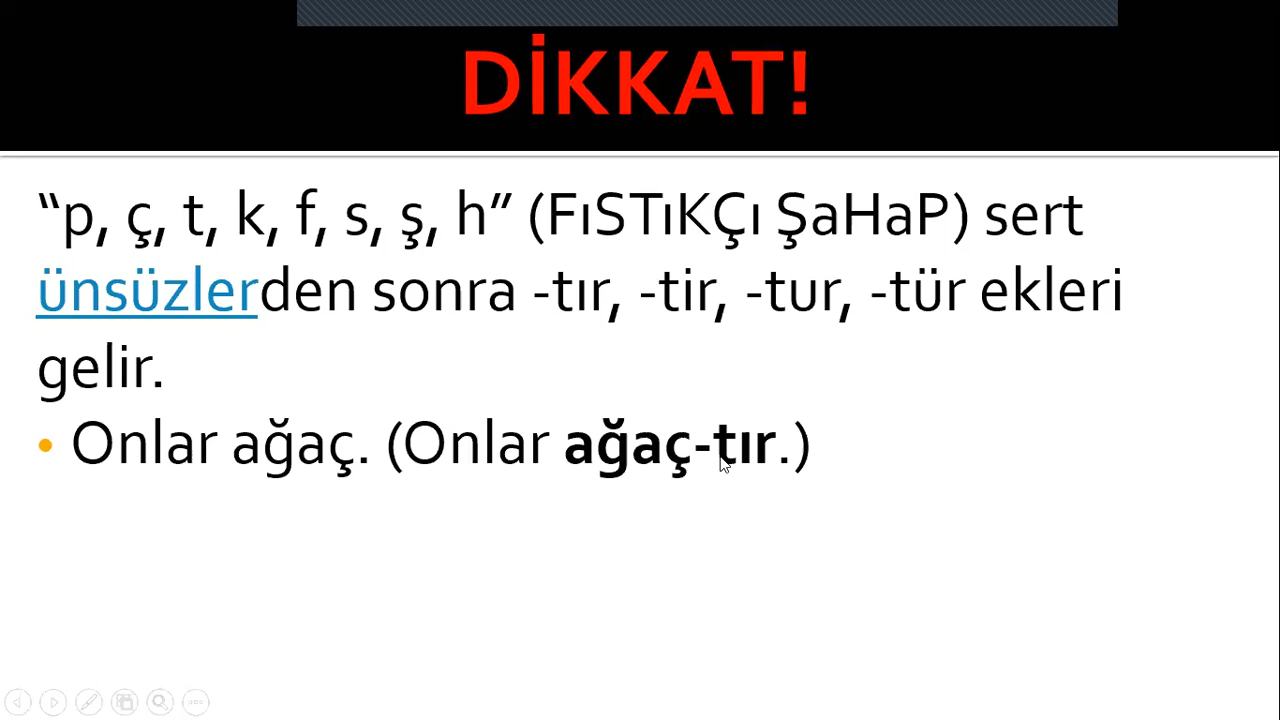 DİKKAT!
“p, ç, t, k, f, s, ş, h” (FıSTıKÇı ŞaHaP) sert
ünsüzlerden sonra -tır, -tir, -tur, -tür ekleri
gelir.
• Onlar ağaç. (Onlar ağaç-tır.)